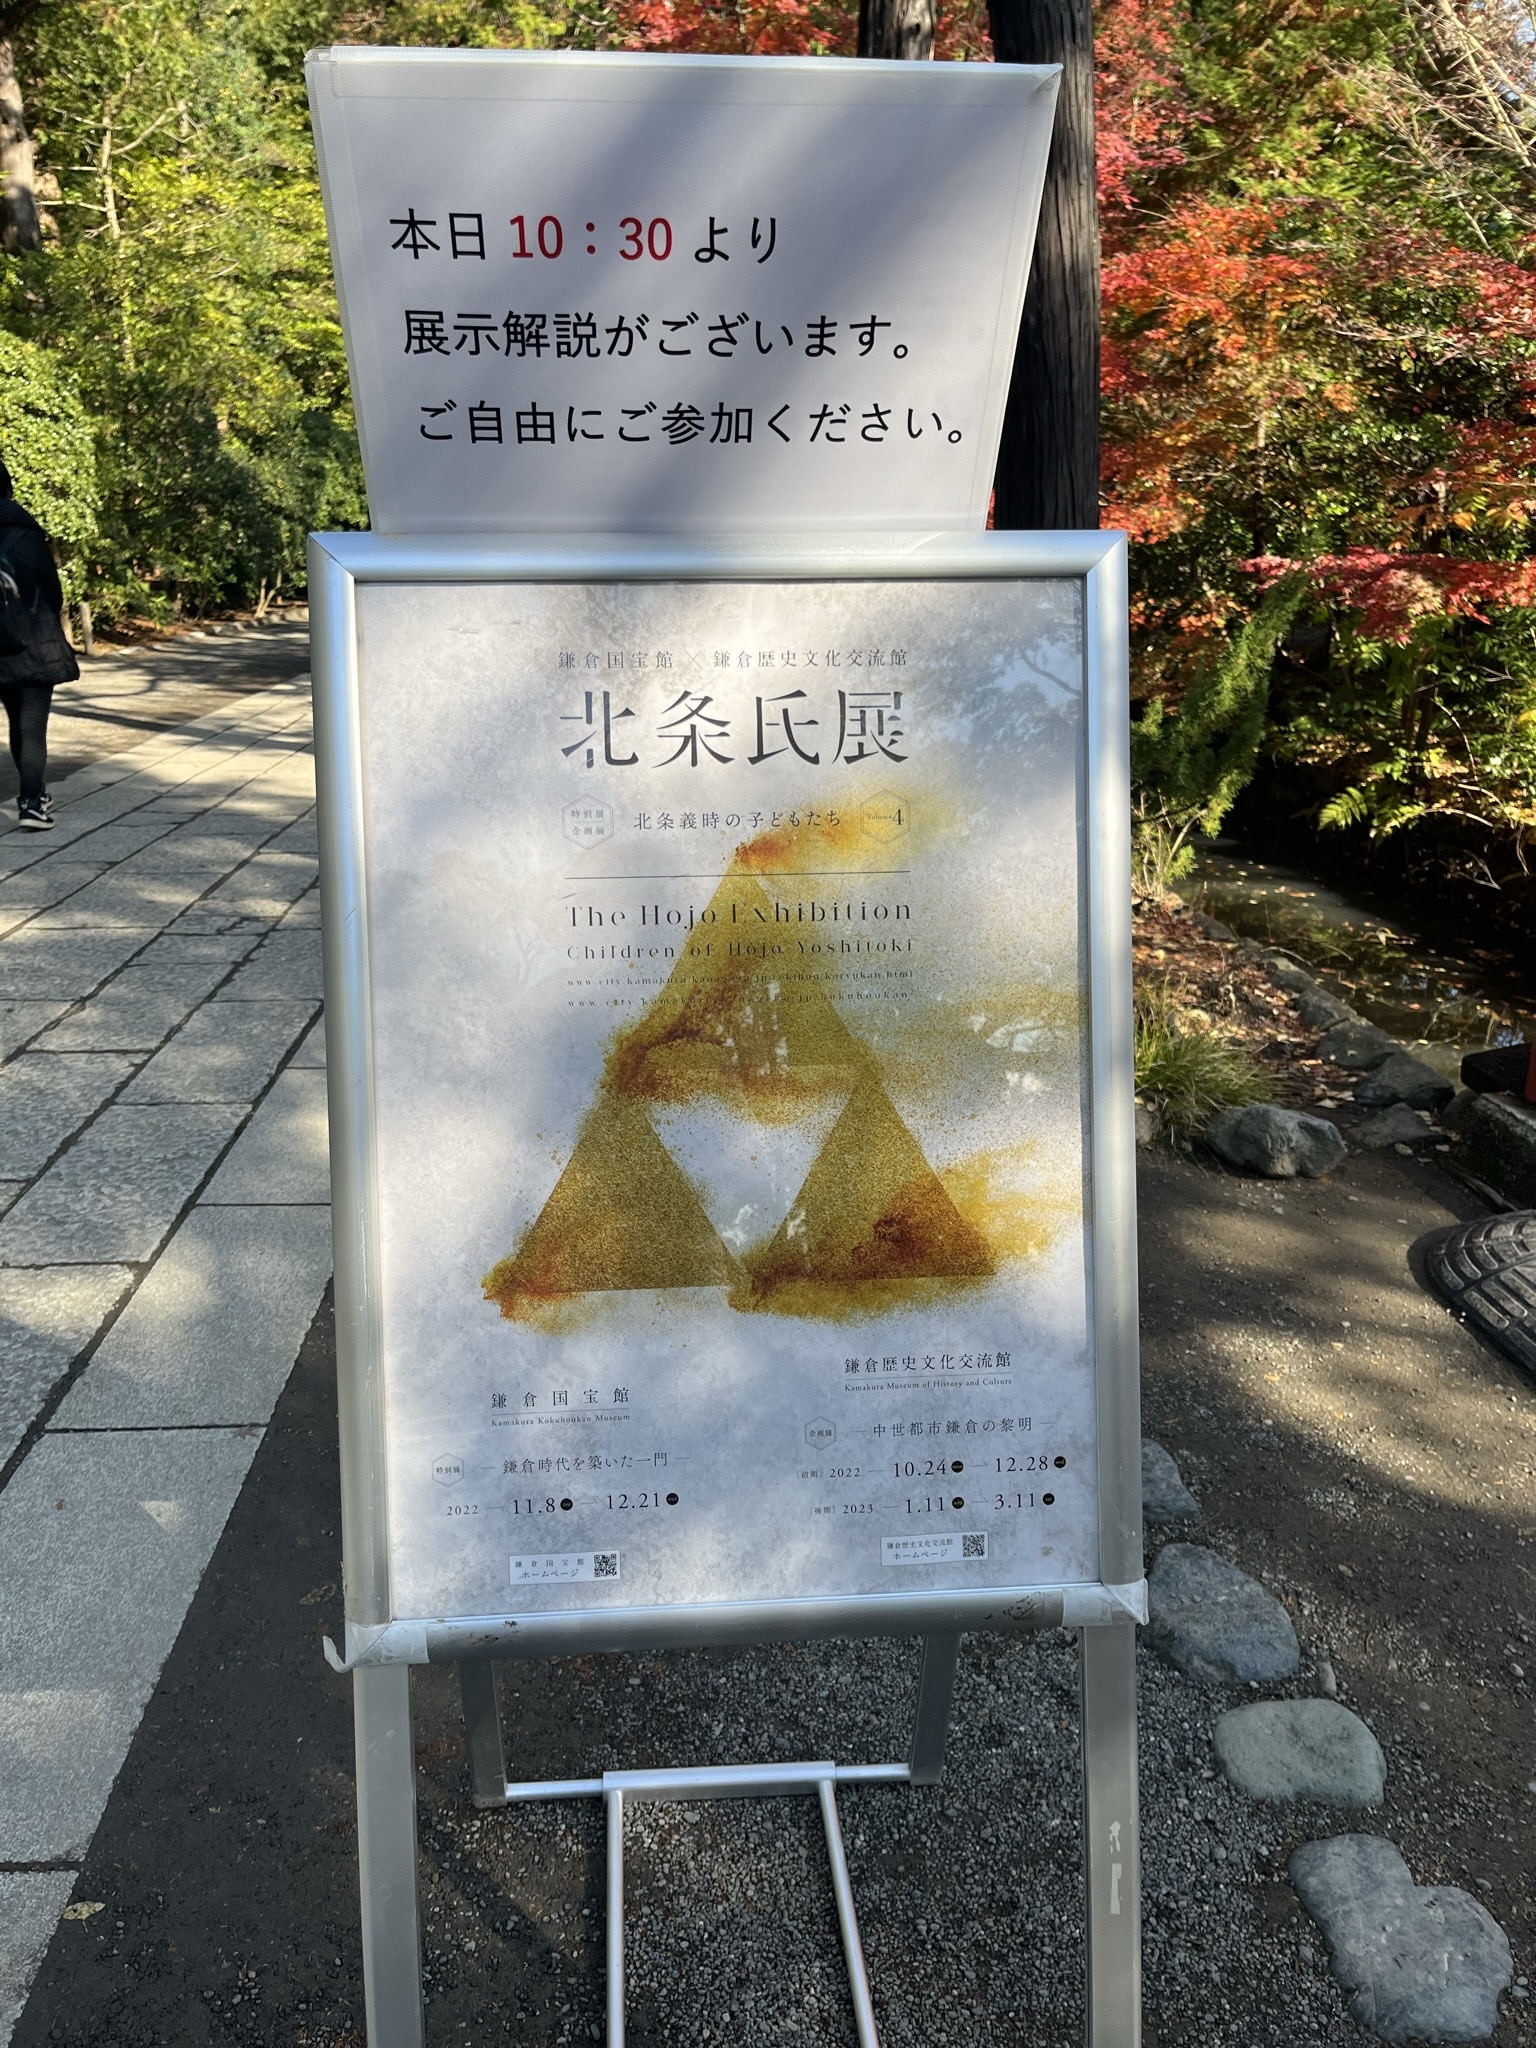 本日 10：30 より
展示解説がございます。
ご自由にご参加ください。
鎌倉国宝館 × 鎌倉歴史文化交流館
北条氏展
特別展
企画展
北条義時の子どもたち
Volume 4
The Hojo Exhibition
Children of Hojo Yoshitoki
鎌倉国宝館
Kamakura Kokuhoukan Museum
特別展
― 鎌倉時代を築いた一門 ―
2022 ― 11.8 ― 12.21
鎌倉国宝館
ホームページ
鎌倉歴史文化交流館
Kamakura Museum of History and Culture
企画展
― 中世都市鎌倉の黎明 ―
［前期］2022 ― 10.24 ― 12.28
［後期］2023 ― 1.11 ― 3.11
鎌倉歴史文化交流館
ホームページ